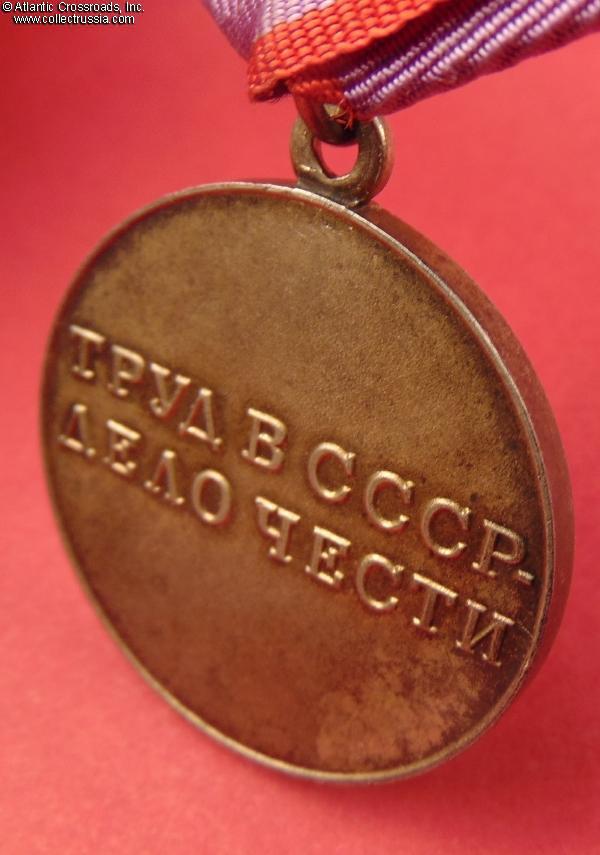 © Atlantic Crossroads, Inc.
www.collectrussia.com
ТРУД В СССР-
ДЕЛО ЧЕСТИ